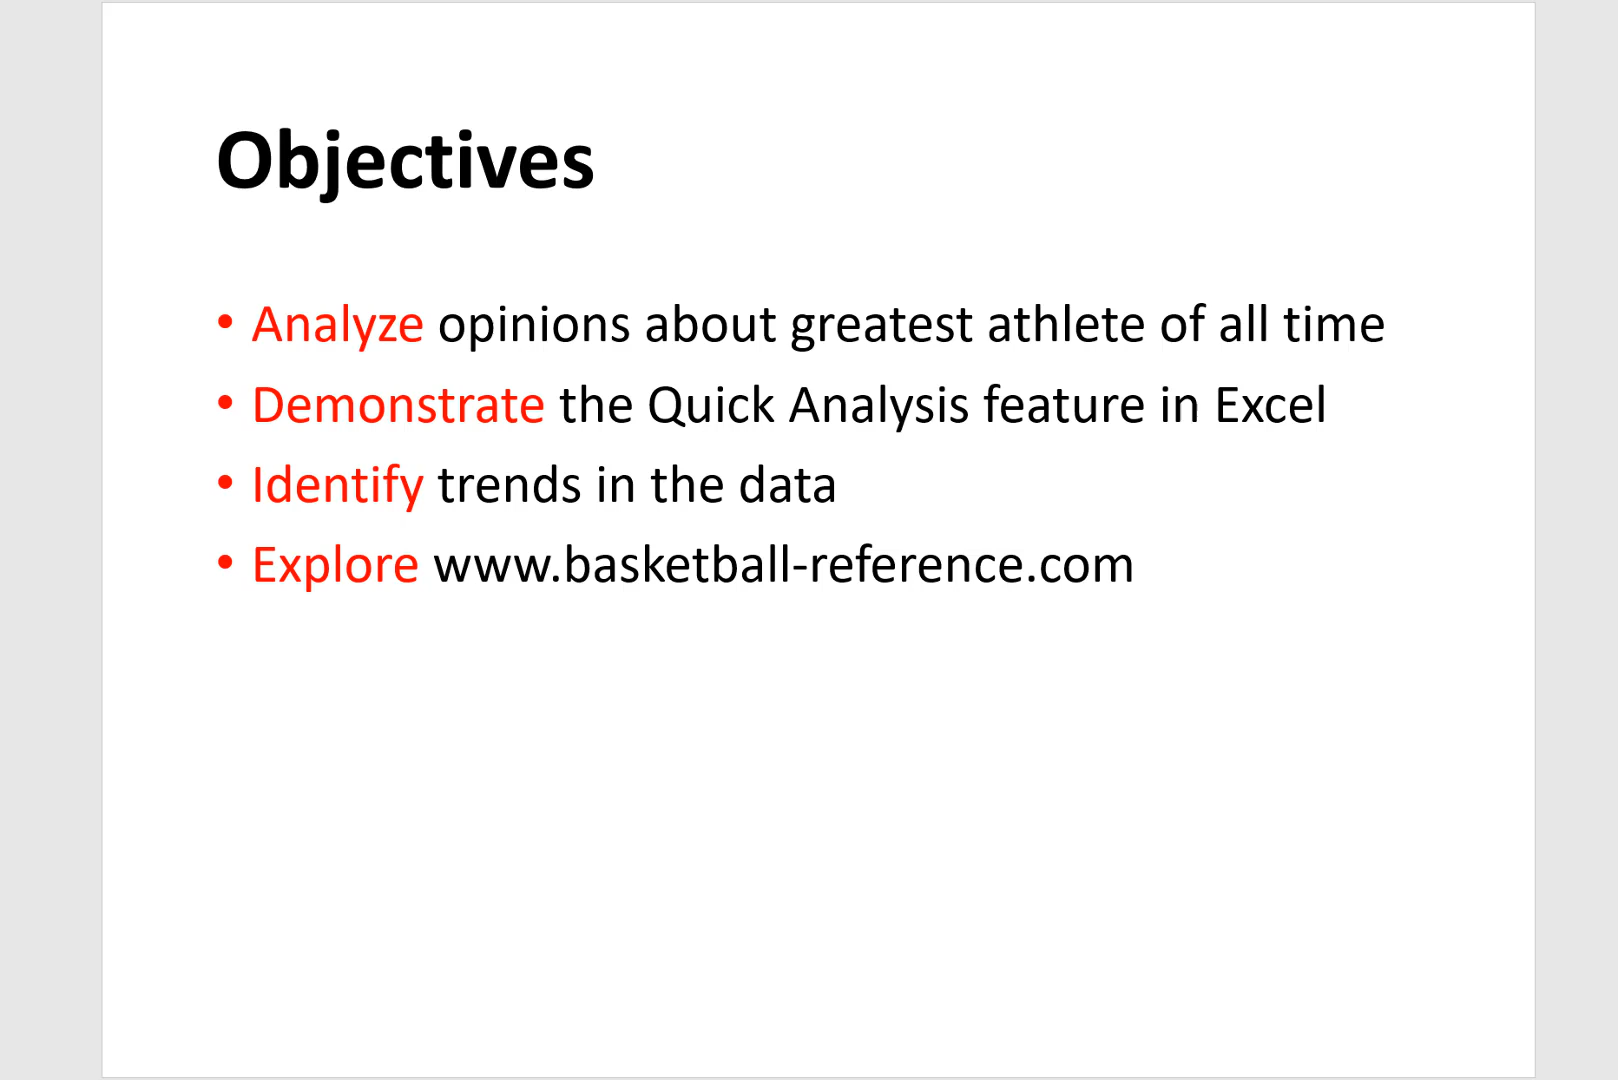 Objectives
• Analyze opinions about greatest athlete of all time
• Demonstrate the Quick Analysis feature in Excel
• Identify trends in the data
• Explore www.basketball-reference.com